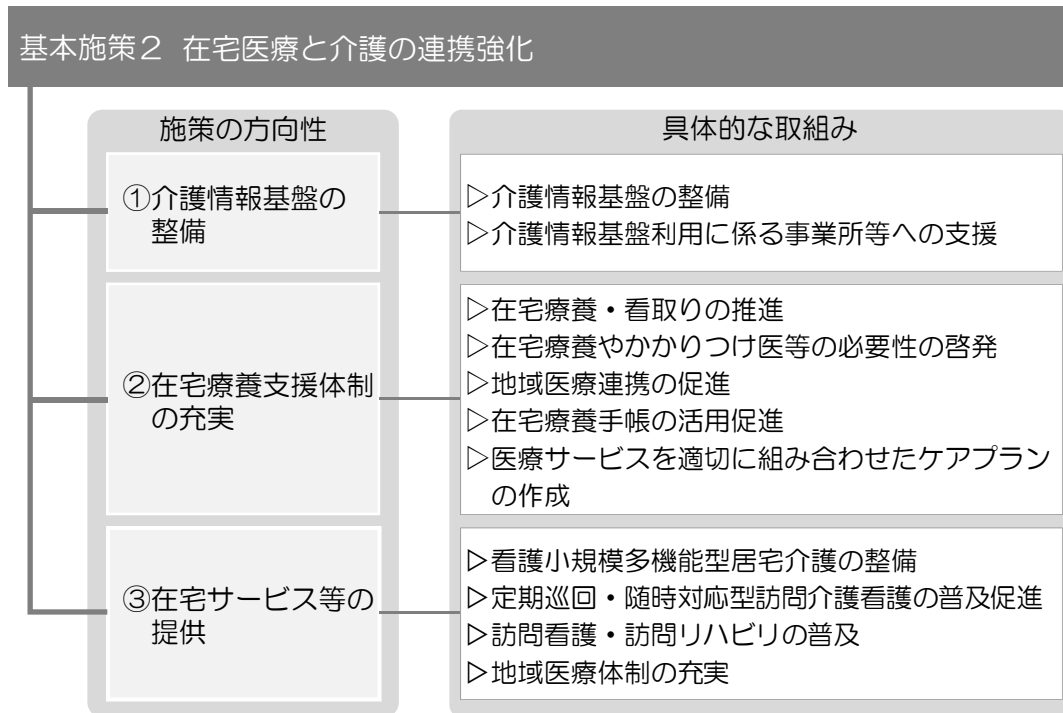 基本施策２ 在宅医療と介護の連携強化
施策の方向性
具体的な取組み
①介護情報基盤の
整備
▷介護情報基盤の整備
▷介護情報基盤利用に係る事業所等への支援
②在宅療養支援体制
の充実
▷在宅療養・看取りの推進
▷在宅療養やかかりつけ医等の必要性の啓発
▷地域医療連携の促進
▷在宅療養手帳の活用促進
▷医療サービスを適切に組み合わせたケアプラン
の作成
③在宅サービス等の
提供
▷看護小規模多機能型居宅介護の整備
▷定期巡回・随時対応型訪問介護看護の普及促進
▷訪問看護・訪問リハビリの普及
▷地域医療体制の充実